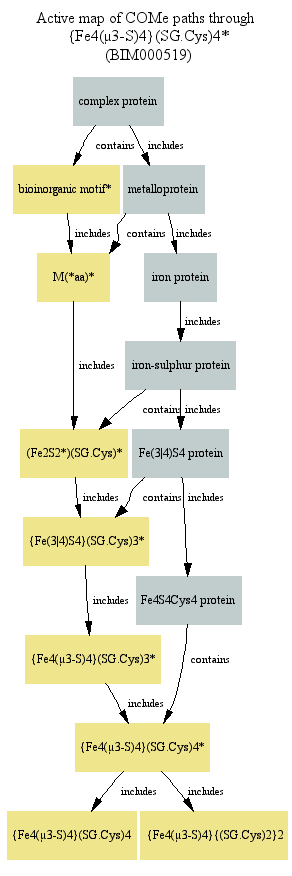 Active map of COMe paths through
{Fe4(µ3-S)4}(SG.Cys)4*
(BIM000519)
complex protein
contains
includes
bioinorganic motif*
metalloprotein
includes
contains
includes
M(*aa)*
iron protein
includes
includes
iron-sulphur protein
contains
includes
(Fe2S2*)(SG.Cys)*
Fe(3|4)S4 protein
includes
contains
includes
{Fe(3|4)S4}(SG.Cys)3*
includes
Fe4S4Cys4 protein
{Fe4(µ3-S)4}(SG.Cys)3*
contains
includes
{Fe4(µ3-S)4}(SG.Cys)4*
includes
includes
{Fe4(µ3-S)4}(SG.Cys)4
{Fe4(µ3-S)4}{(SG.Cys)2}2